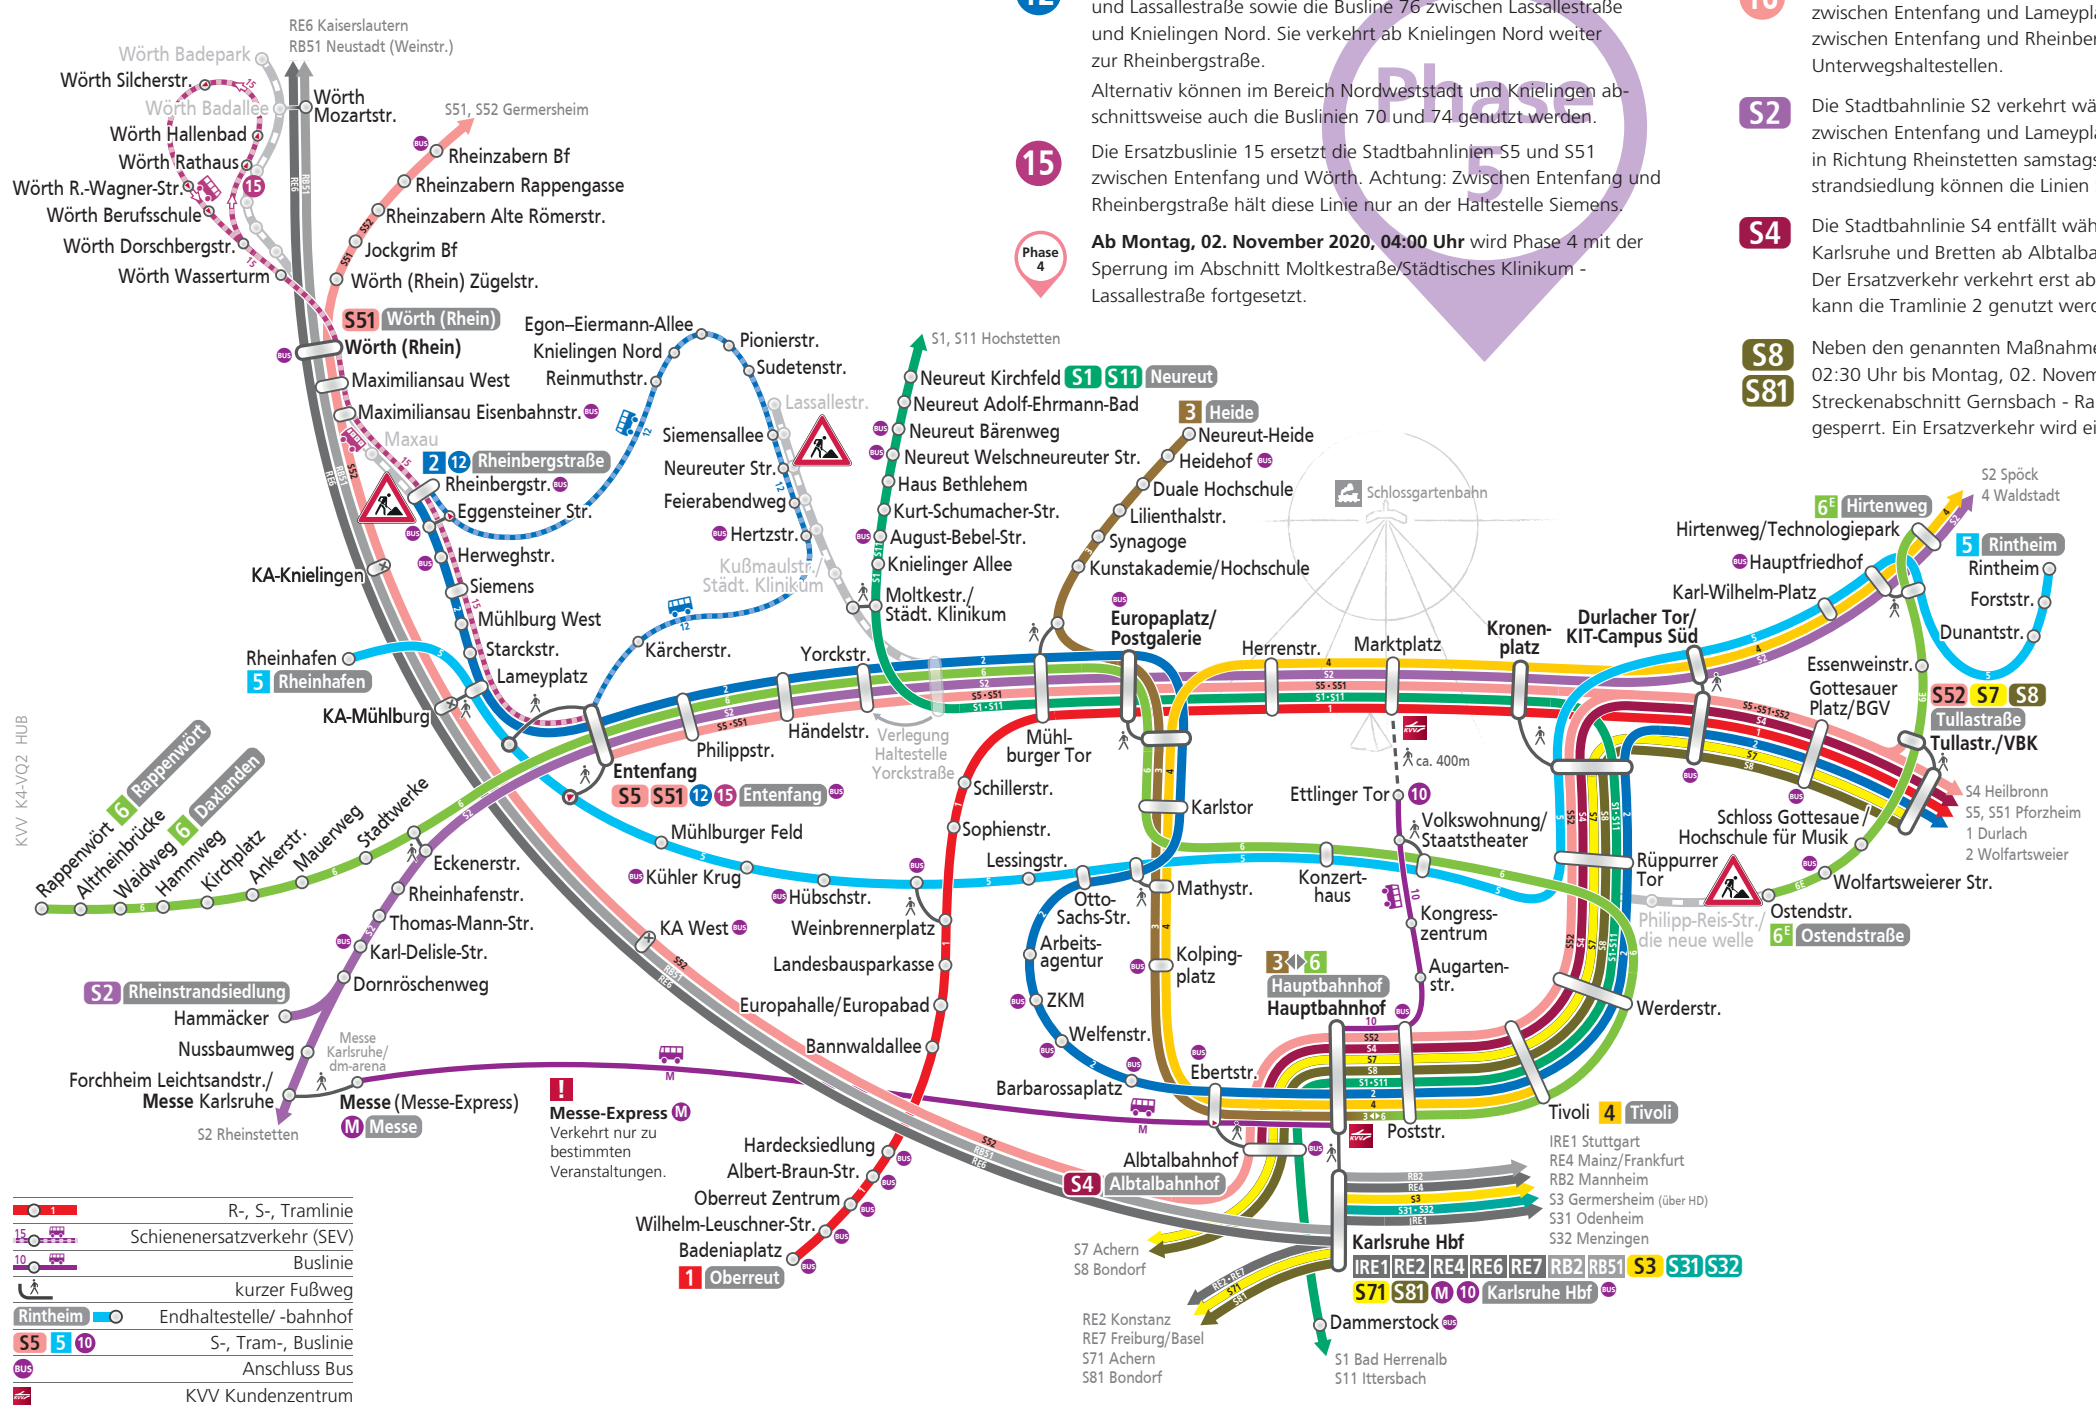 RE6 Kaiserslautern
RB51 Neustadt (Weinstr.)
Wörth Badepark
Wörth Silcherstr.
Wörth Badallee
Wörth Mozartstr.
Wörth Hallenbad
Wörth Rathaus
Wörth R.-Wagner-Str.
Wörth Berufsschule
Wörth Dorschbergstr.
Wörth Wasserturm
15
S51, S52 Germersheim
Rheinzabern Bf
Rheinzabern Rappengasse
Rheinzabern Alte Römerstr.
Jockgrim Bf
Wörth (Rhein) Zügelstr.
S51 Wörth (Rhein)
Wörth (Rhein)
Maximiliansau West
Maximiliansau Eisenbahnstr. BUS
Maxau
2 12 Rheinbergstraße
Rheinbergstr. BUS
Eggensteiner Str.
Herweghstr.
Siemens
Mühlburg West
Starckstr.
Lameyplatz
KA-Knielingen
KA-Mühlburg
Rheinhafen
5 Rheinhafen
Egon–Eiermann-Allee
Knielingen Nord
Reinmuthstr.
Pionierstr.
Sudetenstr.
Lassallestr.
Siemensallee
Neureuter Str.
Feierabendweg
BUS Hertzstr.
Kußmaulstr./
Städt. Klinikum
Kärcherstr.
und Lassallestraße sowie die Busline 76 zwischen Lassallestraße
und Knielingen Nord. Sie verkehrt ab Knielingen Nord weiter
zur Rheinbergstraße.
Alternativ können im Bereich Nordweststadt und Knielingen ab-
schnittsweise auch die Buslinien 70 und 74 genutzt werden.
15
Die Ersatzbuslinie 15 ersetzt die Stadtbahnlinien S5 und S51
zwischen Entenfang und Wörth. Achtung: Zwischen Entenfang und
Rheinbergstraße hält diese Linie nur an der Haltestelle Siemens.
Phase
4
Ab Montag, 02. November 2020, 04:00 Uhr wird Phase 4 mit der
Sperrung im Abschnitt Moltkestraße/Städtisches Klinikum -
Lassallestraße fortgesetzt.
Phase
5
zwischen Entenfang und
zwischen Entenfang und
Unterwegshaltestellen.
S2
Die Stadtbahnlinie S2 verkehrt
zwischen Entenfang und
in Richtung Rheinstetten
strandsiedlung können die Linien
S4
Die Stadtbahnlinie S4 entfällt
Karlsruhe und Bretten ab
Der Ersatzverkehr verkehrt erst ab
kann die Tramlinie 2 genutzt
S8
S81
Neben den genannten
02:30 Uhr bis Montag, 02.
Streckenabschnitt Gernsbach -
gesperrt. Ein Ersatzverkehr wird
S1, S11 Hochstetten
Neureut Kirchfeld S1 S11 Neureut
Neureut Adolf-Ehrmann-Bad
BUS Neureut Bärenweg
BUS Neureut Welschneureuter Str.
Haus Bethlehem
Kurt-Schumacher-Str.
BUS August-Bebel-Str.
Knielinger Allee
Moltkestr./
Städt. Klinikum
3 Heide
Neureut-Heide
Heidehof BUS
Duale Hochschule
Lilienthalstr.
Synagoge
Kunstakademie/Hochschule
Schlossgartenbahn
BUS
Europaplatz/
Postgalerie
Herrenstr.
Marktplatz
Kronen-
platz
Durlacher Tor/
KIT-Campus Süd
S2 Spöck
4 Waldstadt
6E Hirtenweg
Hirtenweg/Technologiepark
BUS Hauptfriedhof
Karl-Wilhelm-Platz
5 Rintheim
Rintheim
Forststr.
Dunantstr.
Essenweinstr.
Gottesauer
Platz/BGV
S52 S7 S8
Tullastraße
Tullastr./VBK
S4 Heilbronn
S5, S51 Pforzheim
1 Durlach
2 Wolfartsweier
Schloss Gottesaue/
Hochschule für Musik
Wolfartsweierer Str.
Ostendstr.
6E Ostendstraße
Philipp-Reis-Str./
die neue welle
Rüppurrer
Tor
Werderstr.
Tivoli 4 Tivoli
Yorckstr.
Händelstr.
Philippstr.
Verlegung
Haltestelle
Yorckstraße
Mühl-
burger Tor
Entenfang
S5 S51 12 15 Entenfang BUS
Mühlburger Feld
BUS Kühler Krug
BUS Hübschstr.
Weinbrennerplatz
Lessingstr.
Schillerstr.
Sophienstr.
Landesbausparkasse
Europahalle/Europabad
Bannwaldallee
Karlstor
Mathystr.
Otto-
Sachs-Str.
Arbeits-
agentur
BUS ZKM
Welfenstr.
Barbarossaplatz
Kolping-
platz
Ebertstr.
Konzert-
haus
ca. 400m
Ettlinger Tor 10
Volkswohnung/
Staatstheater
Kongress-
zentrum
Augarten-
str.
3 6
Hauptbahnhof
Hauptbahnhof
Poststr.
Albtalbahnhof
S4 Albtalbahnhof
6 Rappenwört
6 Daxlanden
Rappenwört
Altrheinbrücke
Waidweg
Hammweg
Kirchplatz
Ankerstr.
Mauerweg
Stadtwerke
Eckenerstr.
Rheinhafenstr.
Thomas-Mann-Str.
Karl-Delisle-Str.
Dornröschenweg
S2 Rheinstrandsiedlung
Hammäcker
Nussbaumweg
Forchheim Leichtsandstr./
Messe Karlsruhe
S2 Rheinstetten
Messe
Karlsruhe/
dm-arena
Messe (Messe-Express)
M Messe
KA West BUS
!
Messe-Express M
Verkehrt nur zu
bestimmten
Veranstaltungen.
Hardecksiedlung
Albert-Braun-Str.
Oberreut Zentrum
Wilhelm-Leuschner-Str.
Badeniaplatz
1 Oberreut
IRE1 Stuttgart
RE4 Mainz/Frankfurt
RB2 Mannheim
S3 Germersheim (über HD)
S31 Odenheim
S32 Menzingen
Karlsruhe Hbf
IRE1 RE2 RE4 RE6 RE7 RB2 RB51 S3 S31 S32
S71 S81 M 10 Karlsruhe Hbf BUS
S7 Achern
S8 Bondorf
RE2 Konstanz
RE7 Freiburg/Basel
S71 Achern
S81 Bondorf
Dammerstock BUS
S1 Bad Herrenalb
S11 Ittersbach
KVV K4-VQ2 HUB
1 R-, S-, Tramlinie
15 Schienenersatzverkehr (SEV)
10 Buslinie
kurzer Fußweg
Rintheim Endhaltestelle/ -bahnhof
S5 5 10 S-, Tram-, Buslinie
BUS Anschluss Bus
KVV Kundenzentrum